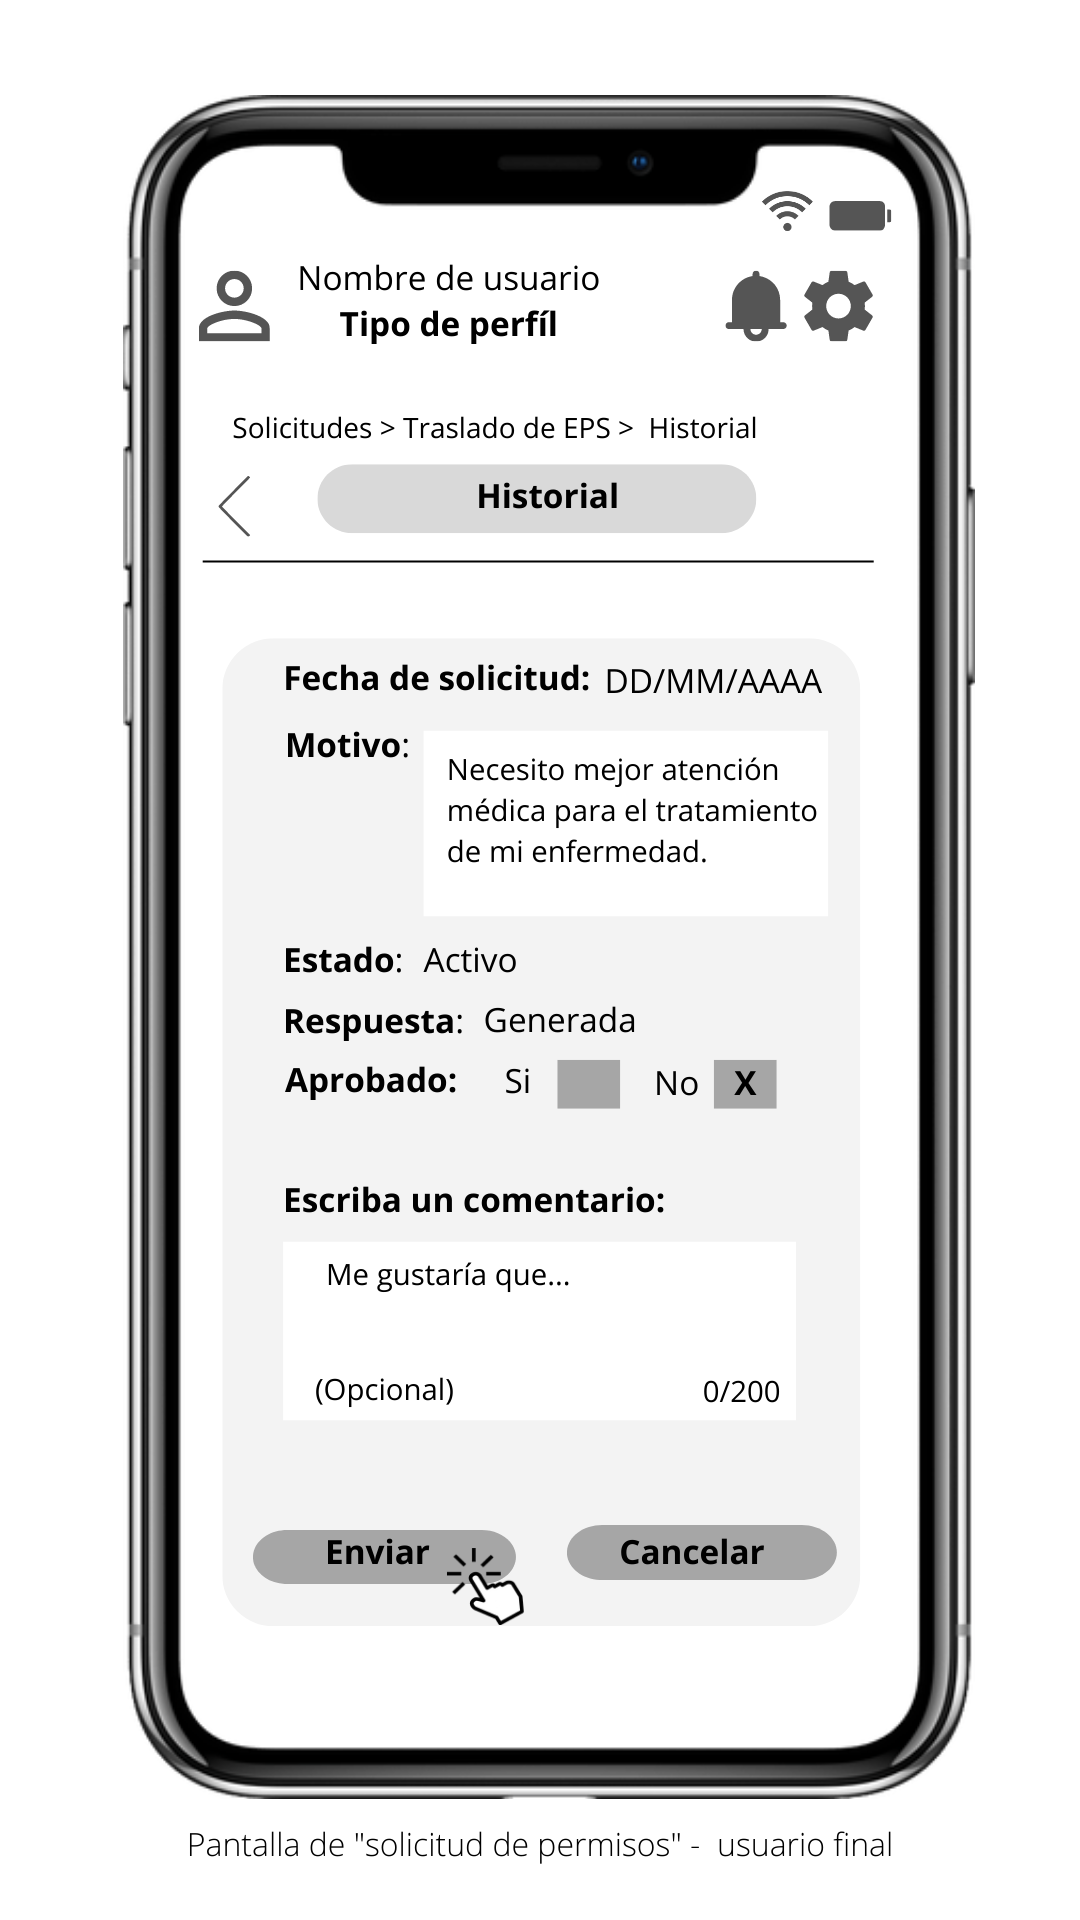 Nombre de usuario
Tipo de perfíl
Solicitudes > Traslado de EPS > Historial
Historial
Fecha de solicitud: DD/MM/AAAA
Motivo:
Necesito mejor atención
médica para el tratamiento
de mi enfermedad.
Estado: Activo
Respuesta: Generada
Aprobado: Si No X
Escriba un comentario:
Me gustaría que...
(Opcional) 0/200
Enviar Cancelar
Pantalla de "solicitud de permisos" - usuario final